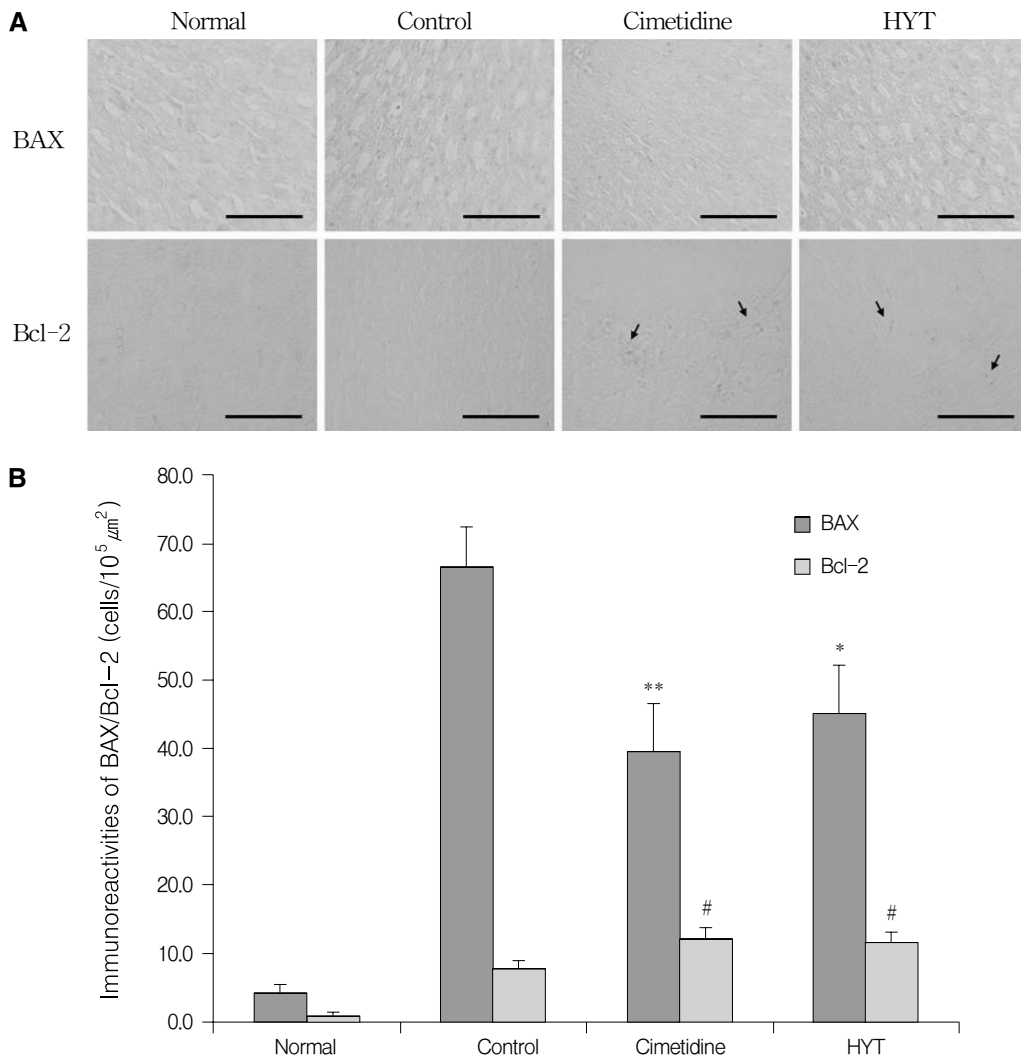 A
Normal Control Cimetidine HYT
BAX
Bcl-2
B
Immunoreactivities of BAX/Bcl-2 (cells/10⁵ ㎛²)
80.0
70.0
60.0
50.0
40.0
30.0
20.0
10.0
0.0
BAX
Bcl-2
**
#
*
#
Normal Control Cimetidine HYT